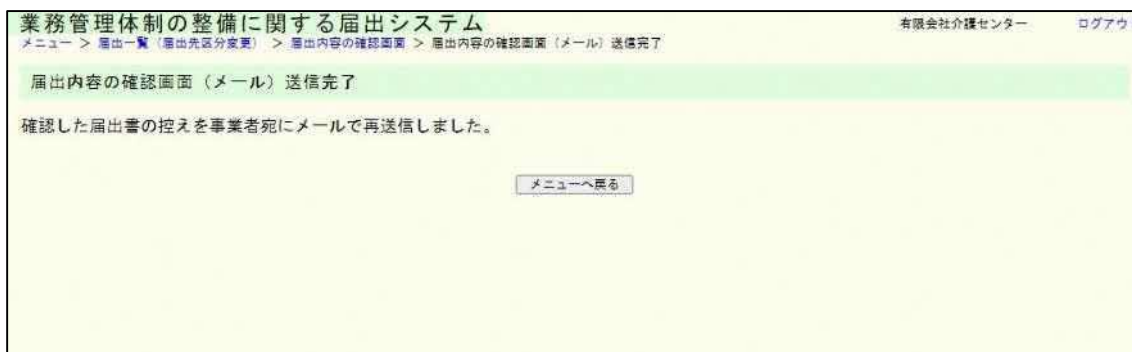 業務管理体制の整備に関する届出システム
有限会社介護センター
ログアウ
メニュー > 届出一覧（届出先区分変更） > 届出内容の確認画面 > 届出内容の確認画面（メール）送信完了
届出内容の確認画面（メール）送信完了
確認した届出書の控えを事業者宛にメールで再送信しました。
メニューへ戻る